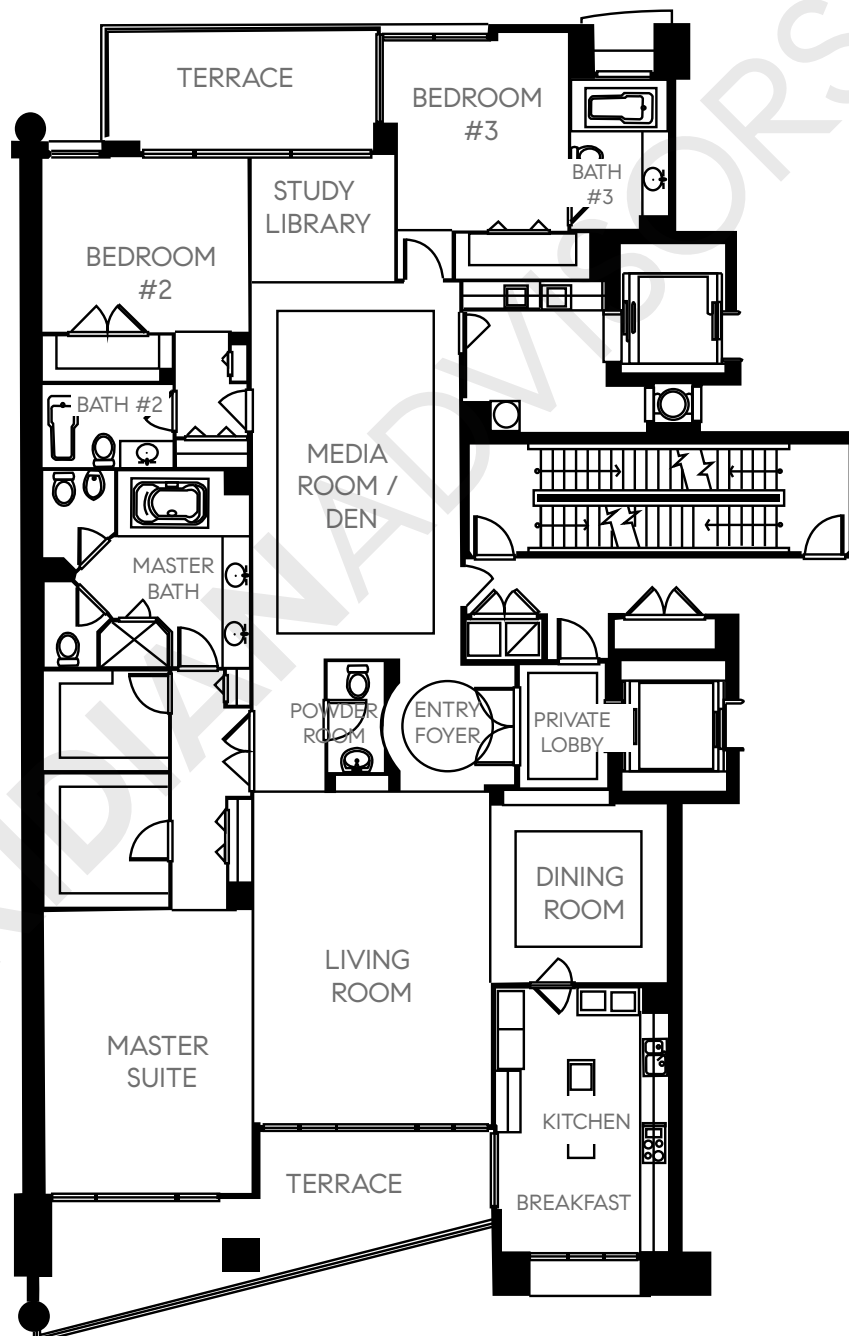 TERRACE
BEDROOM
#3
BATH
#3
STUDY
LIBRARY
BEDROOM
#2
BATH #2
MEDIA
ROOM /
DEN
MASTER
BATH
POWDER
ROOM
ENTRY
FOYER
PRIVATE
LOBBY
DINING
ROOM
LIVING
ROOM
MASTER
SUITE
KITCHEN
TERRACE
BREAKFAST
IDIANADVISORS